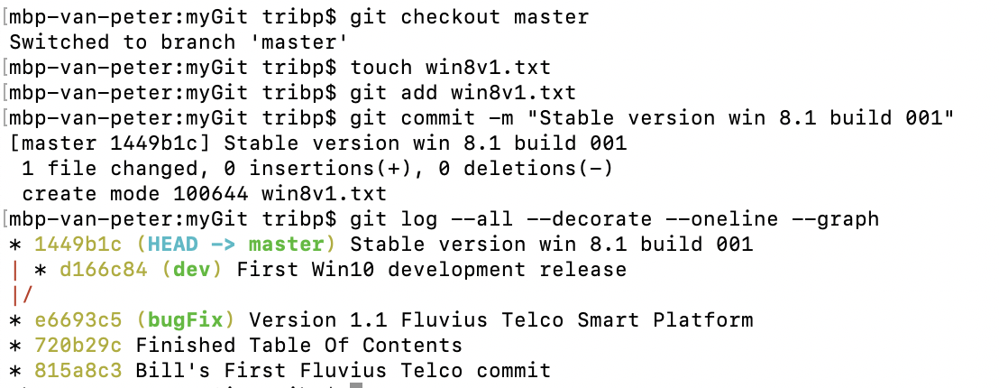 [mbp-van-peter:myGit tribp$ git checkout master
Switched to branch 'master'
[mbp-van-peter:myGit tribp$ touch win8v1.txt
[mbp-van-peter:myGit tribp$ git add win8v1.txt
[mbp-van-peter:myGit tribp$ git commit -m "Stable version win 8.1 build 001"
[master 1449b1c] Stable version win 8.1 build 001
 1 file changed, 0 insertions(+), 0 deletions(-)
 create mode 100644 win8v1.txt
[mbp-van-peter:myGit tribp$ git log --all --decorate --oneline --graph
* 1449b1c (HEAD -> master) Stable version win 8.1 build 001
| * d166c84 (dev) First Win10 development release
|/
* e6693c5 (bugFix) Version 1.1 Fluvius Telco Smart Platform
* 720b29c Finished Table Of Contents
* 815a8c3 Bill's First Fluvius Telco commit